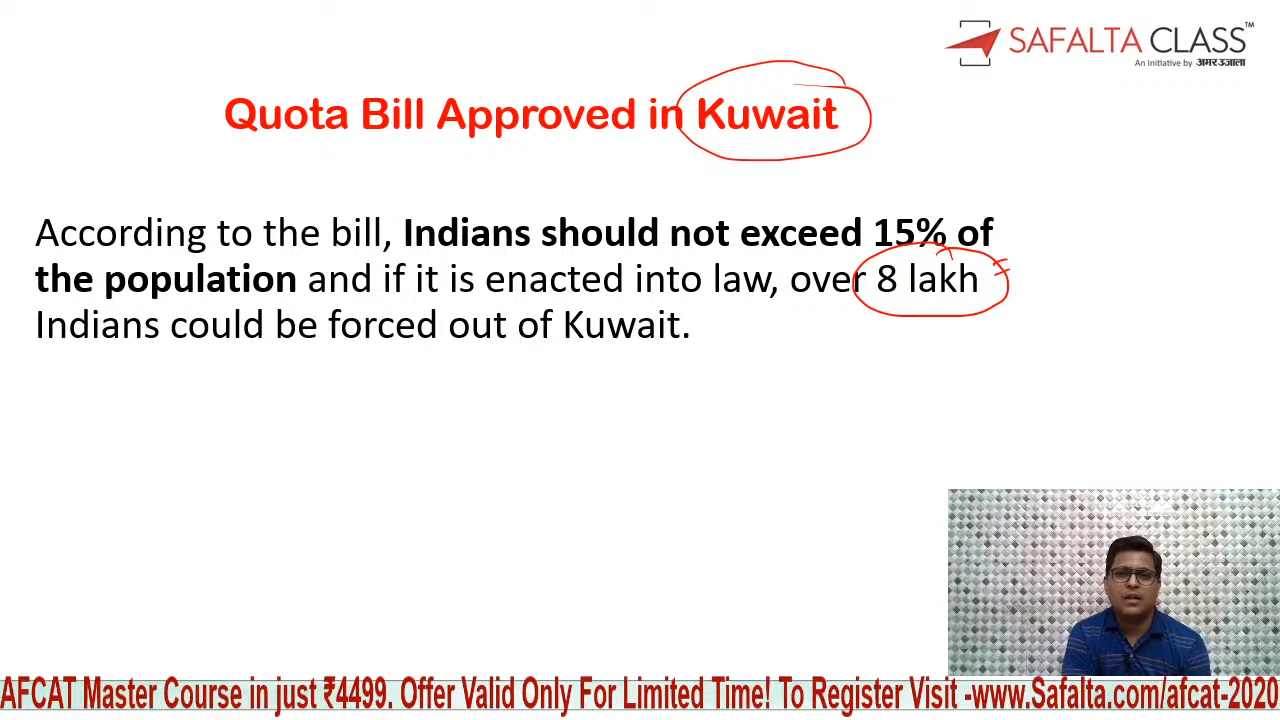 SAFALTA CLASS™
An Initiative by अमर उजाला
Quota Bill Approved in Kuwait
According to the bill, Indians should not exceed 15% of
the population and if it is enacted into law, over 8 lakh
Indians could be forced out of Kuwait.
AFCAT Master Course in just ₹4499. Offer Valid Only For Limited Time! To Register Visit -www.Safalta.com/afcat-2020